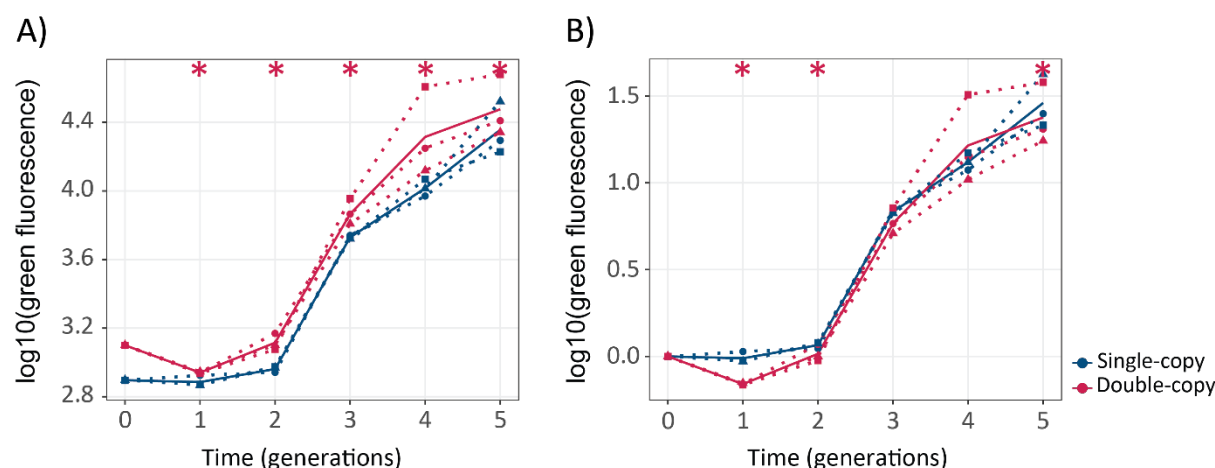 A)
* * * * *
log10(green fluorescence)
4.4
4.0
3.6
3.2
2.8
0 1 2 3 4 5
Time (generations)
B)
* * *
log10(green fluorescence)
1.5
1.0
0.5
0.0
0 1 2 3 4 5
Time (generations)
Single-copy
Double-copy